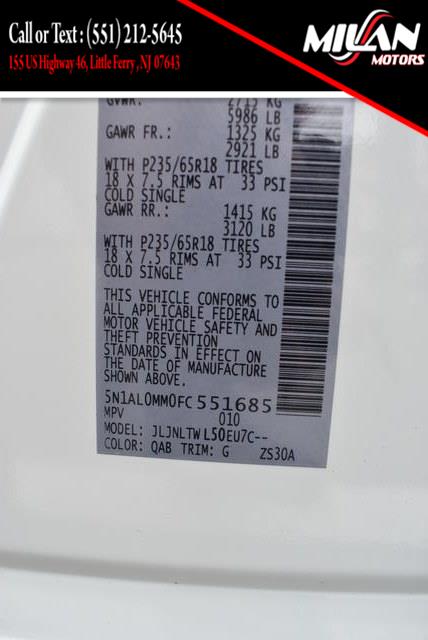 Call or Text : (551) 212-5645
155 US Highway 46, Little Ferry , NJ 07643
MILAN
MOTORS
GVWR: 2715 KG
5986 LB
GAWR FR.: 1325 KG
2921 LB
WITH P235/65R18 TIRES
18 X 7.5 RIMS AT 33 PSI
COLD SINGLE
GAWR RR.: 1415 KG
3120 LB
WITH P235/65R18 TIRES
18 X 7.5 RIMS AT 33 PSI
COLD SINGLE
THIS VEHICLE CONFORMS TO
ALL APPLICABLE FEDERAL
MOTOR VEHICLE SAFETY AND
THEFT PREVENTION
STANDARDS IN EFFECT ON
THE DATE OF MANUFACTURE
SHOWN ABOVE.
5N1AL0MM0FC551685
MPV 010
MODEL: JLJNLTWL50EU7C--
COLOR: QAB TRIM: G ZS30A